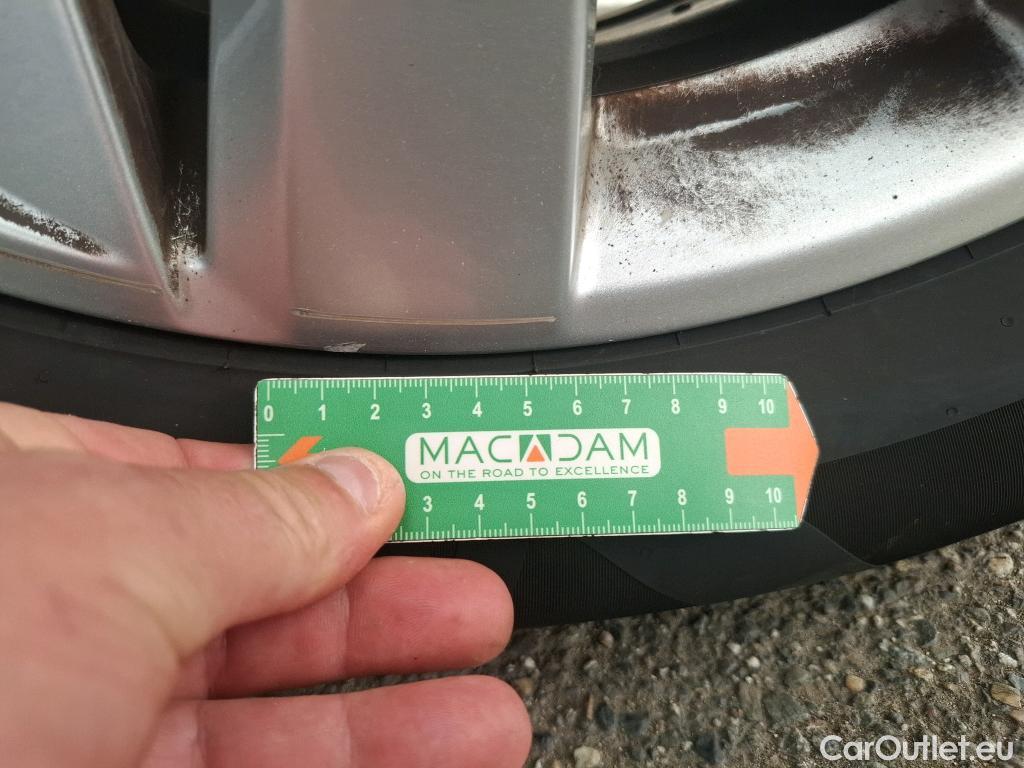 0 1 2 3 4 5 6 7 8 9 10
MACADAM
ON THE ROAD TO EXCELLENCE
3 4 5 6 7 8 9 10
CarOutlet.eu